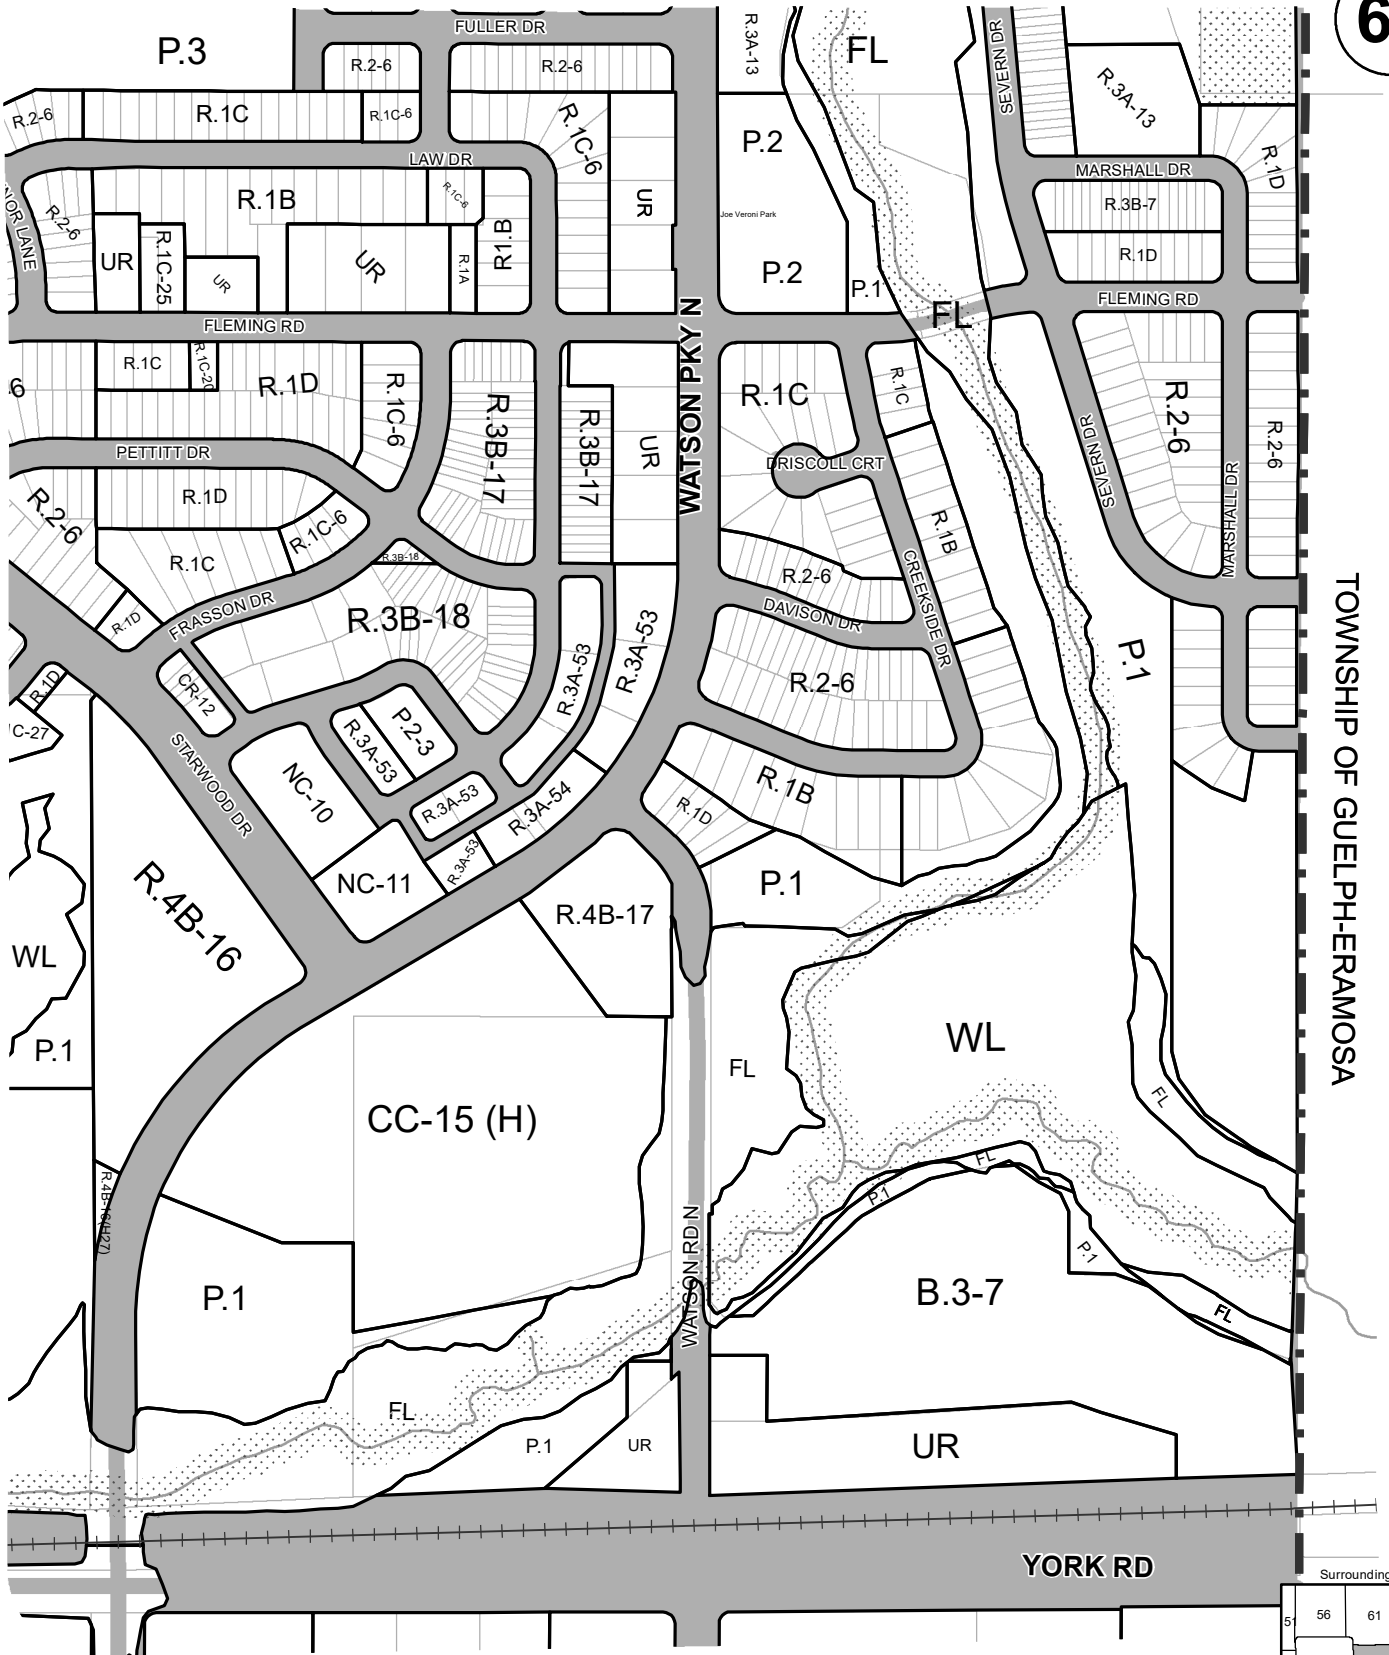 6
FULLER DR
P.3
R.3A-13
FL
SEVERN DR
R.2-6
R.2-6
R.3A-13
R.2-6
R.1C
R.1C-6
R.1C-6
P.2
R.1D
LAW DR
MARSHALL DR
R.1B
R.1C-6
UR
R.3B-7
R.2-6
Joe Veroni Park
R1.B
R.1D
UR
R.1C-25
UR
UR
R.1A
P.2
P.1
FLEMING RD
FL
FLEMING RD
WATSON PKY N
R.1C
R.1C-20
R.1D
R.1C-6
R.3B-17
R.3B-17
UR
R.1C
R.1C
R.2-6
R.2-6
PETTITT DR
DRISCOLL CRT
SEVERN DR
MARSHALL DR
R.1D
R.2-6
R.1C-6
R.1C
R.3B-18
R.1B
R.2-6
CREEKSIDE DR
TOWNSHIP OF GUELPH-ERAMOSA
FRASSON DR
R.1D
R.3B-18
DAVISON DR
R.3A-53
R.3A-53
P.1
R.1D
CR-12
R.2-6
C-27
R.3A-53
P.2-3
STARWOOD DR
NC-10
R.1B
R.3A-53
R.3A-54
R.1D
R.3A-53
NC-11
P.1
R.4B-16
R.4B-17
WL
WL
P.1
FL
FL
CC-15 (H)
FL
R.4B-16(H27)
P.1
WATSON RD N
P.1
P.1
B.3-7
FL
FL
P.1
UR
UR
YORK RD
Surrounding
51
56
61